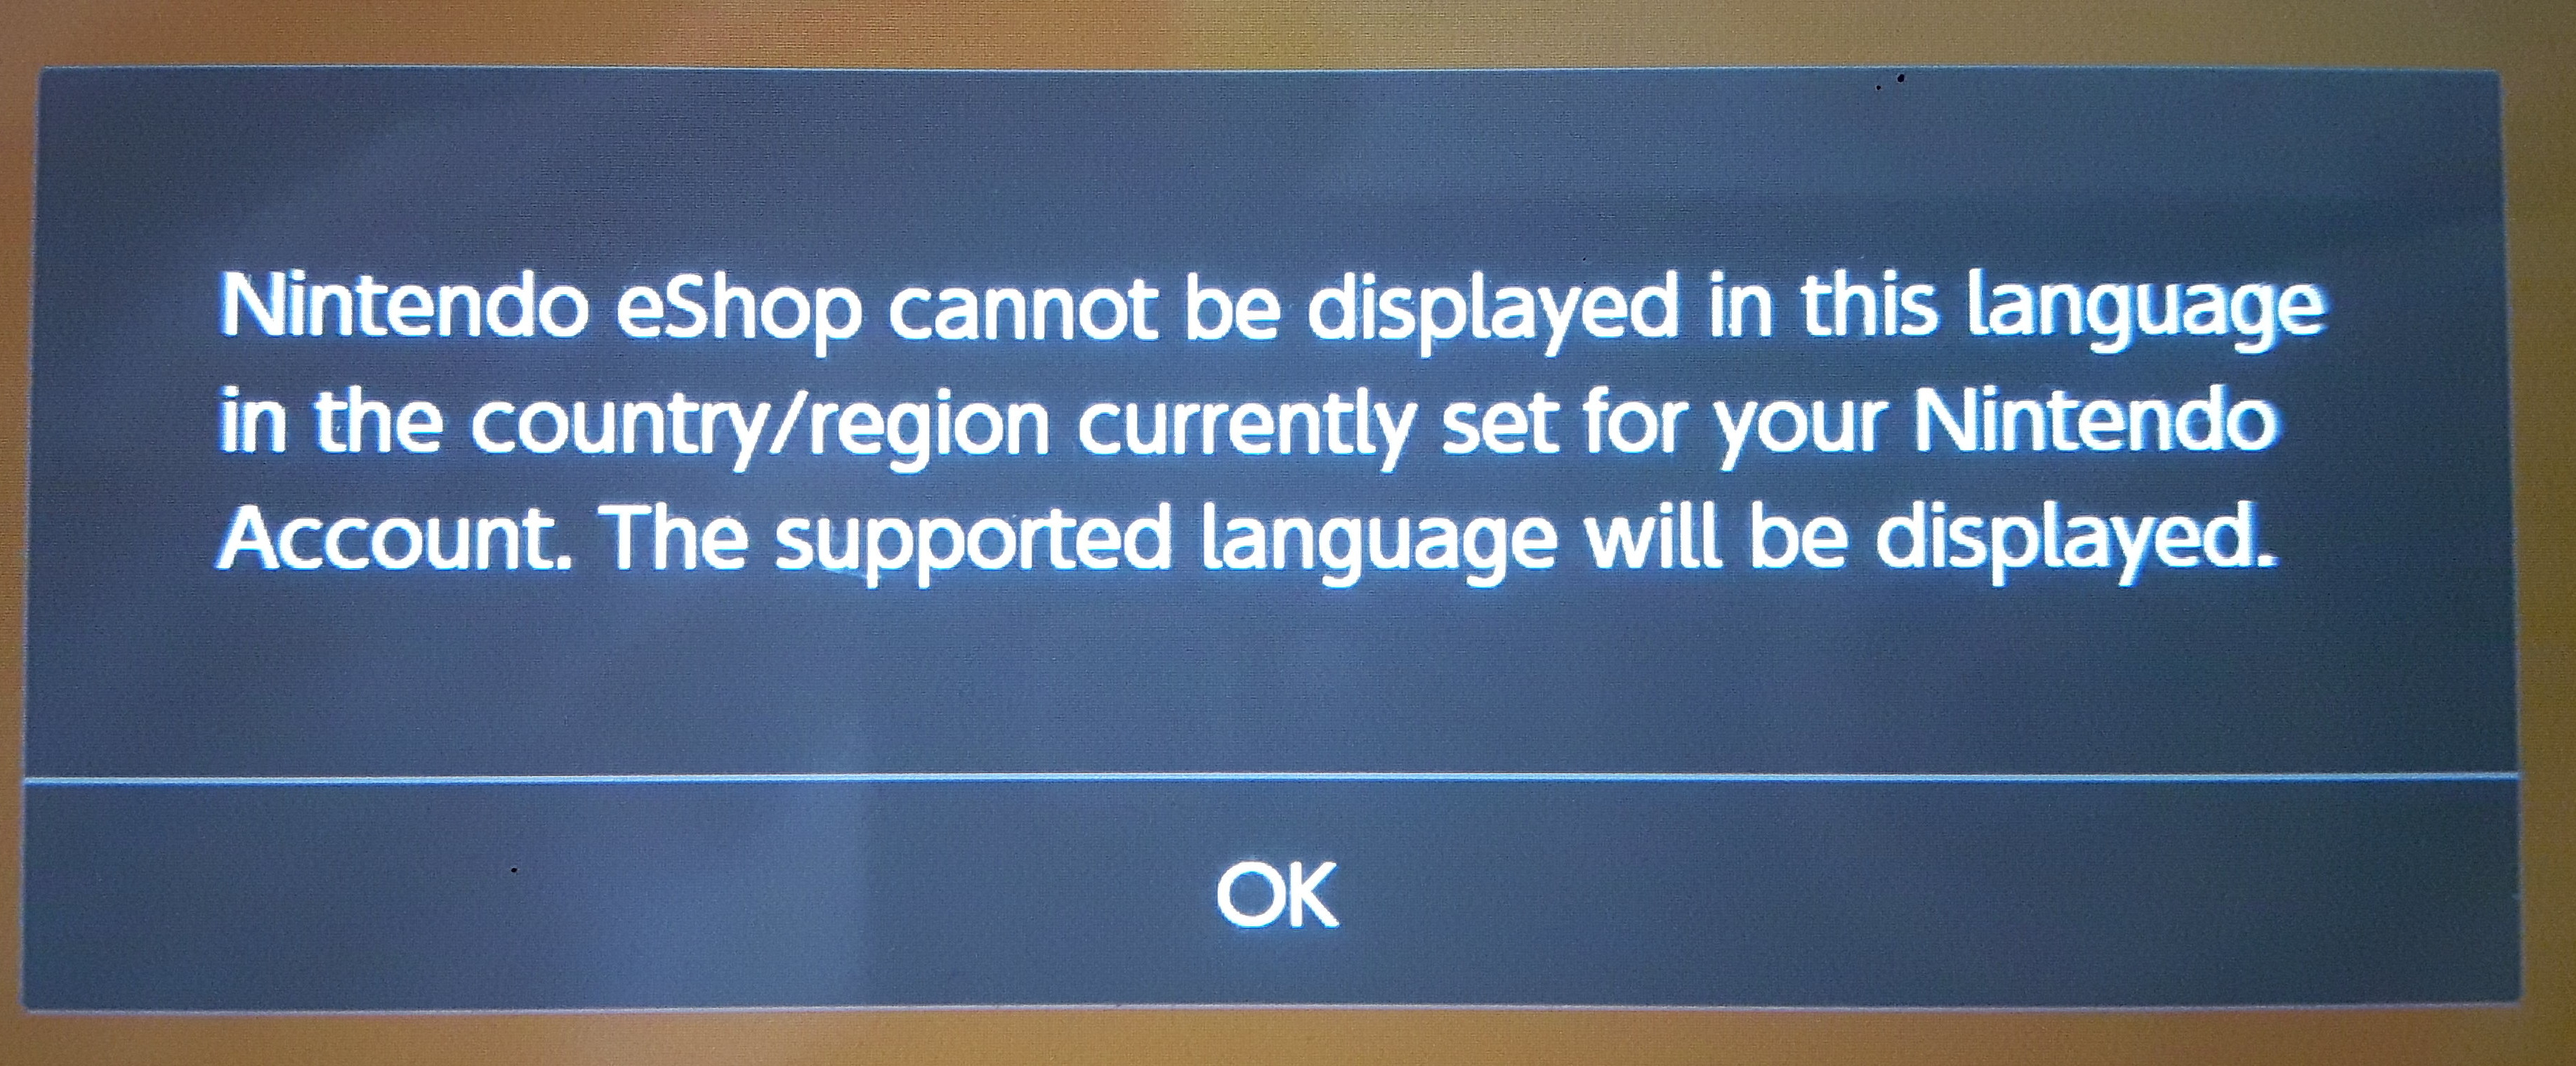 Nintendo eShop cannot be displayed in this language
in the country/region currently set for your Nintendo
Account. The supported language will be displayed.
OK